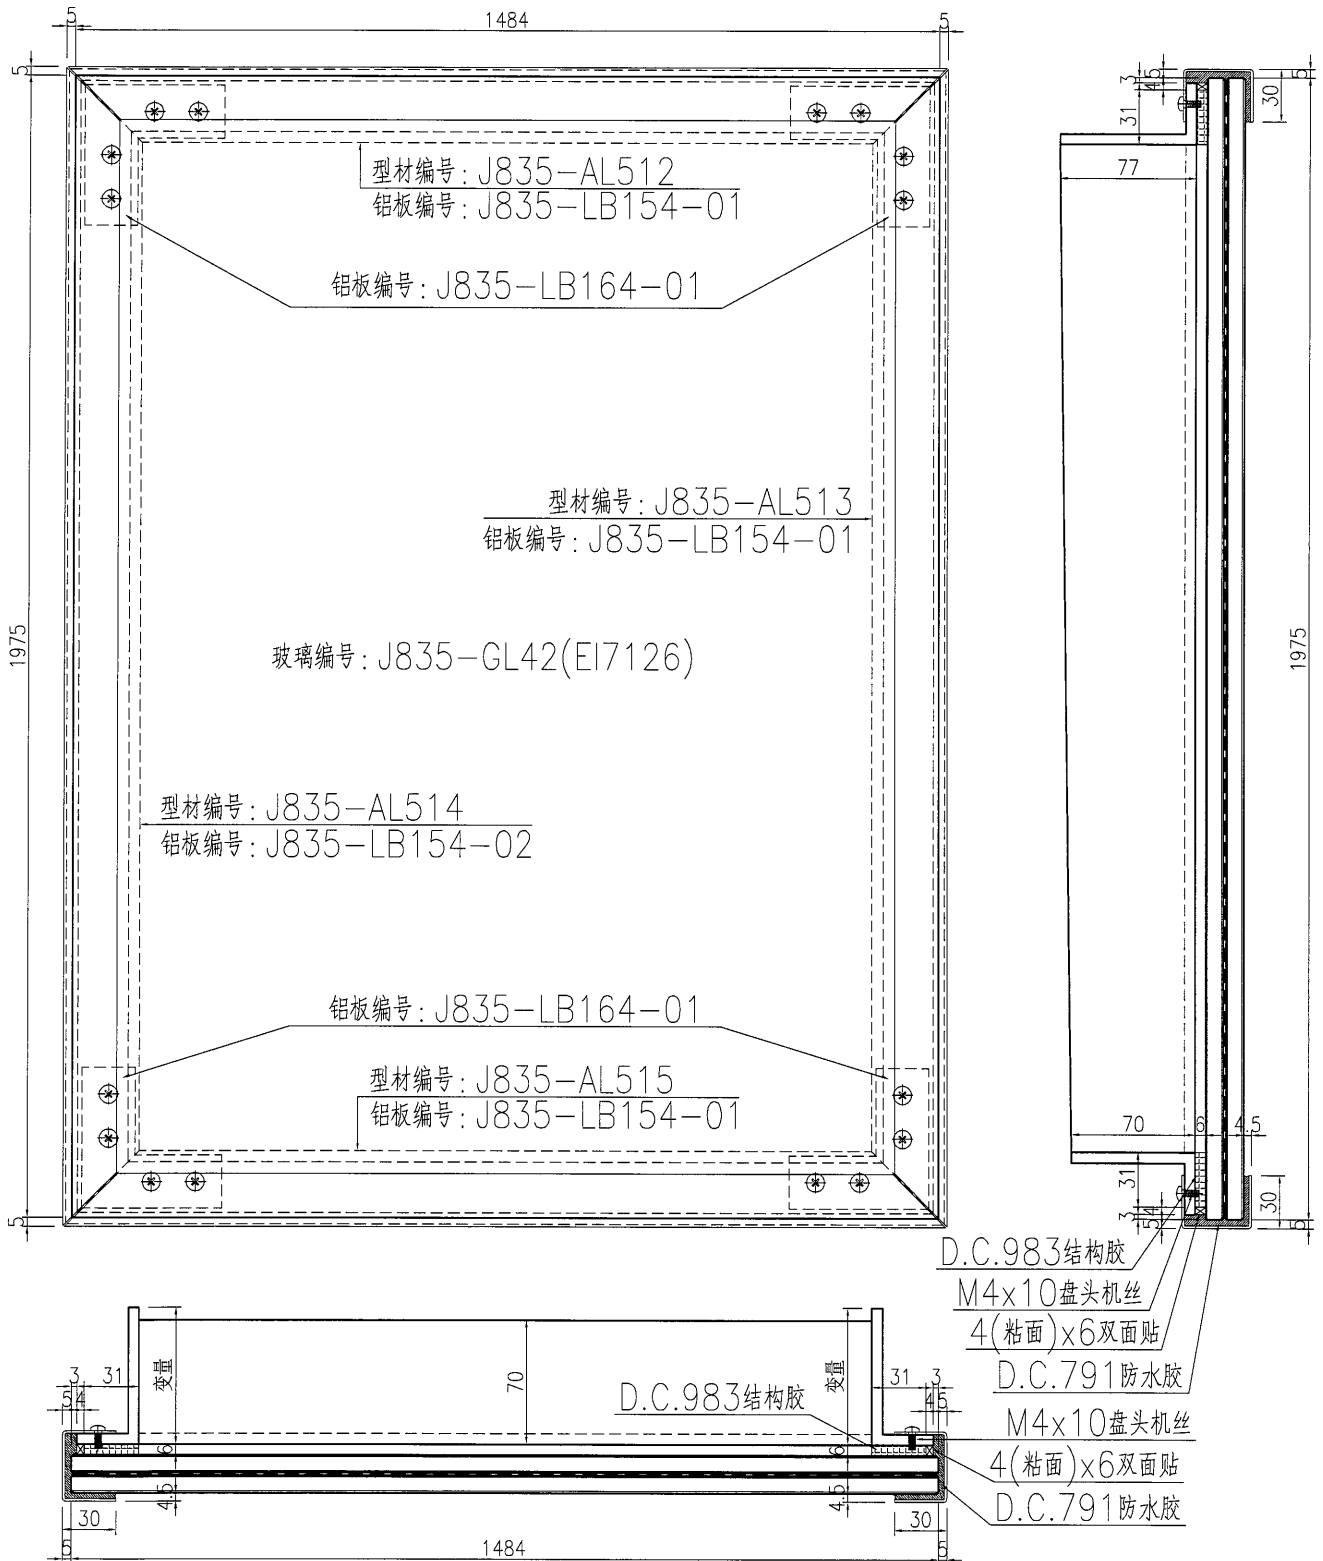 5
1484
5
5
型材编号: J835-AL512
铝板编号: J835-LB154-01
铝板编号: J835-LB164-01
型材编号: J835-AL513
铝板编号: J835-LB154-01
玻璃编号: J835-GL42(EI7126)
1975
型材编号: J835-AL514
铝板编号: J835-LB154-02
铝板编号: J835-LB164-01
型材编号: J835-AL515
铝板编号: J835-LB154-01
5
3
4
5
31
77
5
30
1975
70
6
4.5
31
3
4
5
30
5
D.C.983结构胶
M4x10盘头机丝
4(粘面)x6双面贴
D.C.791防水胶
3
31
变量
5
4
70
变量
31
3
4
5
D.C.983结构胶
M4x10盘头机丝
4(粘面)x6双面贴
D.C.791防水胶
6
6
4.5
4.5
30
30
5
1484
5